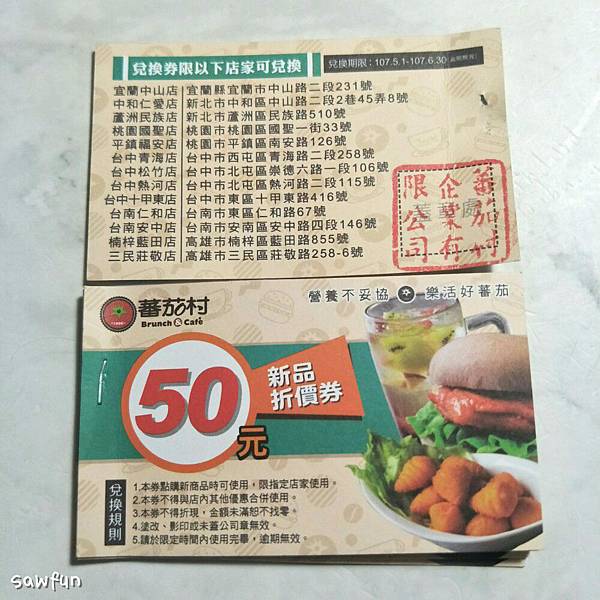 兌換券限以下店家可兌換
兌換期限：107.5.1-107.6.30(逾期無效)
宜蘭中山店 宜蘭縣宜蘭市中山路二段231號
中和仁愛店 新北市中和區中山路二段2巷45弄8號
蘆洲民族店 新北市蘆洲區民族路510號
桃園國聖店 桃園市桃園區國聖一街33號
平鎮福安店 桃園市平鎮區南安路126號
台中青海店 台中市西屯區青海路二段258號
台中松竹店 台中市北屯區崇德六路一段106號
台中熱河店 台中市北屯區熱河路二段115號
台中十甲東店 台中市東區十甲東路416號
台南仁和店 台南市東區仁和路67號
台南安中店 台南市安南區安中路四段146號
楠梓藍田店 高雄市楠梓區藍田路855號
三民莊敬店 高雄市三民區莊敬路258-6號
蓋章處
蕃茄村
企業有
限公司
蕃茄村
Brunch & Café
營養不妥協 樂活好蕃茄
50元
新品
折價券
兌換規則
1.本券點購新商品時可使用，限指定店家使用。
2.本券不得與店內其他優惠合併使用。
3.本券不得折現，金額未滿恕不找零。
4.塗改、影印或未蓋公司章無效。
5.請於限定時間內使用完畢，逾期無效。
sawfun